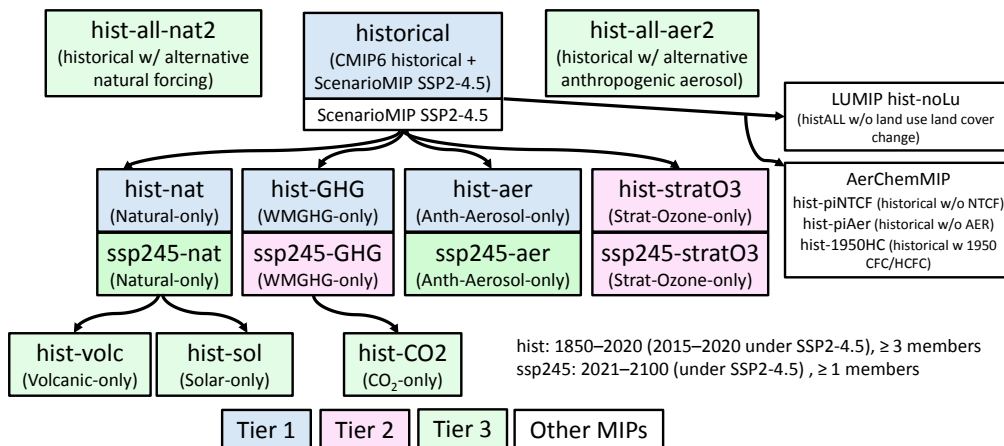 hist-all-nat2
(historical w/ alternative
natural forcing)
historical
(CMIP6 historical +
ScenarioMIP SSP2-4.5)
ScenarioMIP SSP2-4.5
hist-all-aer2
(historical w/ alternative
anthropogenic aerosol)
LUMIP hist-noLu
(histALL w/o land use land cover
change)
AerChemMIP
hist-piNTCF (historical w/o NTCF)
hist-piAer (historical w/o AER)
hist-1950HC (historical w 1950
CFC/HCFC)
hist-nat
(Natural-only)
ssp245-nat
(Natural-only)
hist-GHG
(WMGHG-only)
ssp245-GHG
(WMGHG-only)
hist-aer
(Anth-Aerosol-only)
ssp245-aer
(Anth-Aerosol-only)
hist-stratO3
(Strat-Ozone-only)
ssp245-stratO3
(Strat-Ozone-only)
hist-volc
(Volcanic-only)
hist-sol
(Solar-only)
hist-CO2
(CO₂-only)
hist: 1850–2020 (2015–2020 under SSP2-4.5), ≥ 3 members
ssp245: 2021–2100 (under SSP2-4.5) , ≥ 1 members
Tier 1
Tier 2
Tier 3
Other MIPs